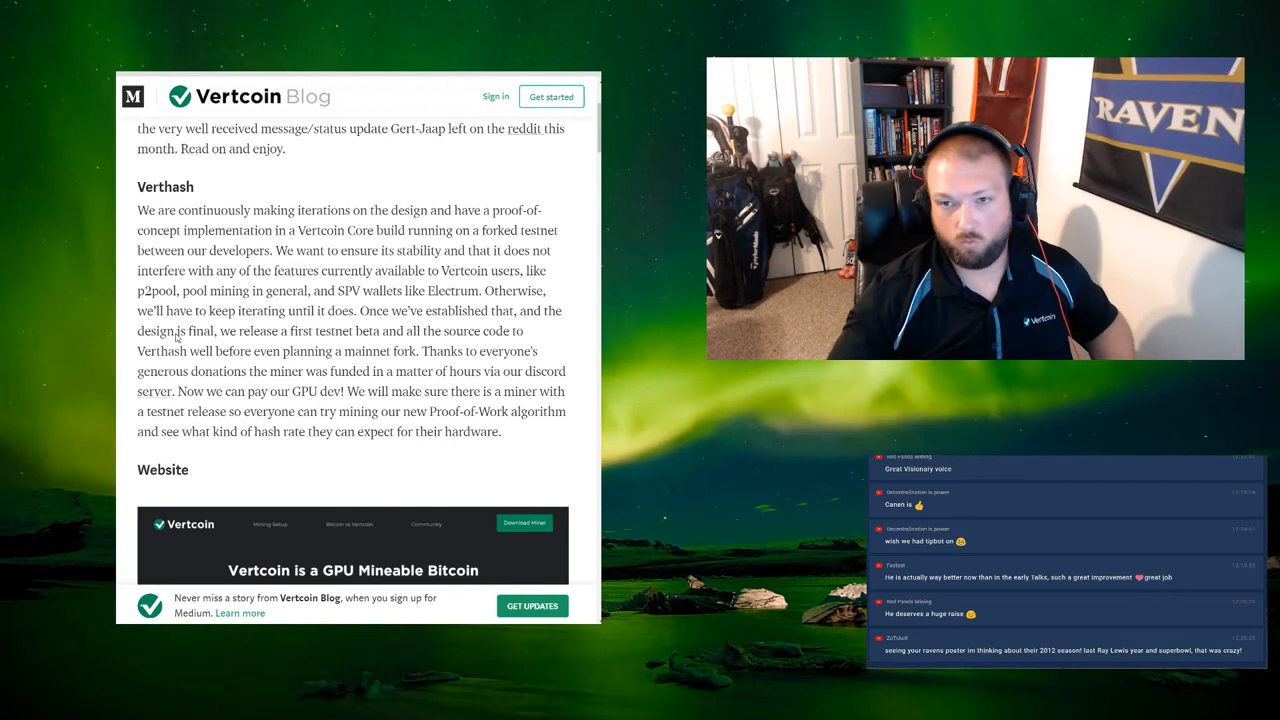 M
Vertcoin Blog
Sign in
Get started
the very well received message/status update Gert-Jaap left on the reddit this
month. Read on and enjoy.
Verthash
We are continuously making iterations on the design and have a proof-of-
concept implementation in a Vertcoin Core build running on a forked testnet
between our developers. We want to ensure its stability and that it does not
interfere with any of the features currently available to Vertcoin users, like
p2pool, pool mining in general, and SPV wallets like Electrum. Otherwise,
we'll have to keep iterating until it does. Once we've established that, and the
design is final, we release a first testnet beta and all the source code to
Verthash well before even planning a mainnet fork. Thanks to everyone's
generous donations the miner was funded in a matter of hours via our discord
server. Now we can pay our GPU dev! We will make sure there is a miner with
a testnet release so everyone can try mining our new Proof-of-Work algorithm
and see what kind of hash rate they can expect for their hardware.
Website
Vertcoin
Mining Setup
Bitcoin vs Vertcoin
Community
Download Miner
Vertcoin is a GPU Mineable Bitcoin
Never miss a story from Vertcoin Blog, when you sign up for
Medium. Learn more
GET UPDATES
RAVEN
TaylorMade
Vertcoin
Red Panda Mining
Great Visionary voice
Decentralization is power
Canen is 👍
Decentralization is power
wish we had tipbot on
Festest
He is actually way better now than in the early Talks, such a great improvement ❤great job
Red Panda Mining
He deserves a huge raise
ZoTrAcK
seeing your ravens poster im thinking about their 2012 season! last Ray Lewis year and superbowl, that was crazy!